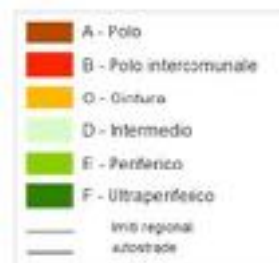 A - Polo
B - Polo intercomunale
C - Cintura
D - Intermedio
E - Periferico
F - Ultraperiferico
limiti regionali
autostrade